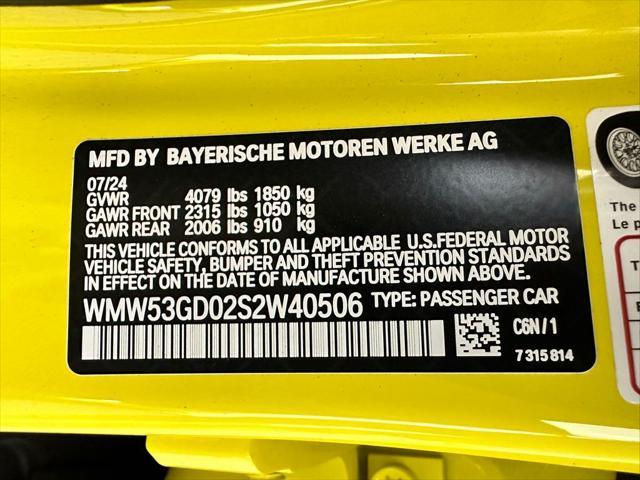 MFD BY BAYERISCHE MOTOREN WERKE AG
07/24
GVWR 4079 lbs 1850 kg
GAWR FRONT 2315 lbs 1050 kg
GAWR REAR 2006 lbs 910 kg
THIS VEHICLE CONFORMS TO ALL APPLICABLE U.S.FEDERAL MOTOR
VEHICLE SAFETY, BUMPER AND THEFT PREVENTION STANDARDS
IN EFFECT ON THE DATE OF MANUFACTURE SHOWN ABOVE.
WMW53GD02S2W40506 TYPE: PASSENGER CAR
C6N/1
7315814
The
Le p